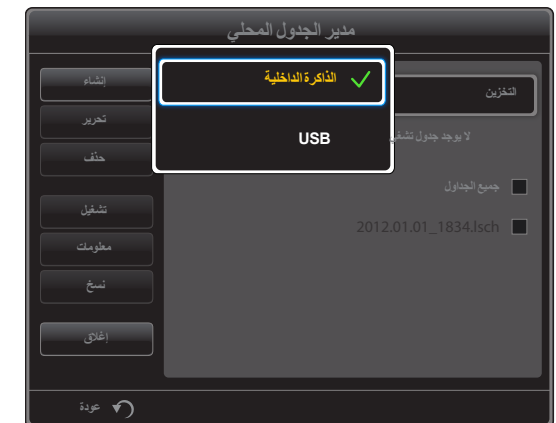 مدير الجدول المحلي
التخزين
الذاكرة الداخلية
USB
لا يوجد جدول
جميع الجداول
2012.01.01_1834.lsch
إنشاء
تحرير
حذف
تشغيل
معلومات
نسخ
إغلاق
عودة